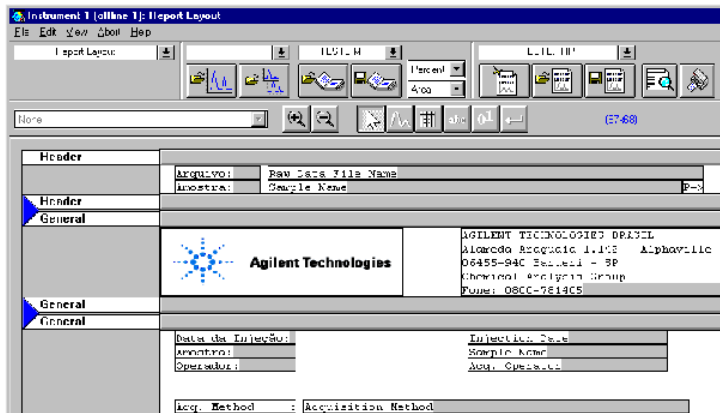 Instrument 1 (offline 1): Report Layout
File Edit View Abort Help
Report Layout
Percent
Area
None
(57-68)
Header
Arquivo: Raw Data File Name
Amostra: Sample Name
Header
General
Agilent Technologies
AGILENT TECHNOLOGIES BRASIL
Alameda Araguaia 1.142 Alphaville
06455-940 Barueri - SP
Chemical Analysis Group
Fone: 0800-781405
General
General
Data da Injeção: Injection Date
Amostra: Sample Name
Operador: Acq. Operator
Acq. Method : Acquisition Method